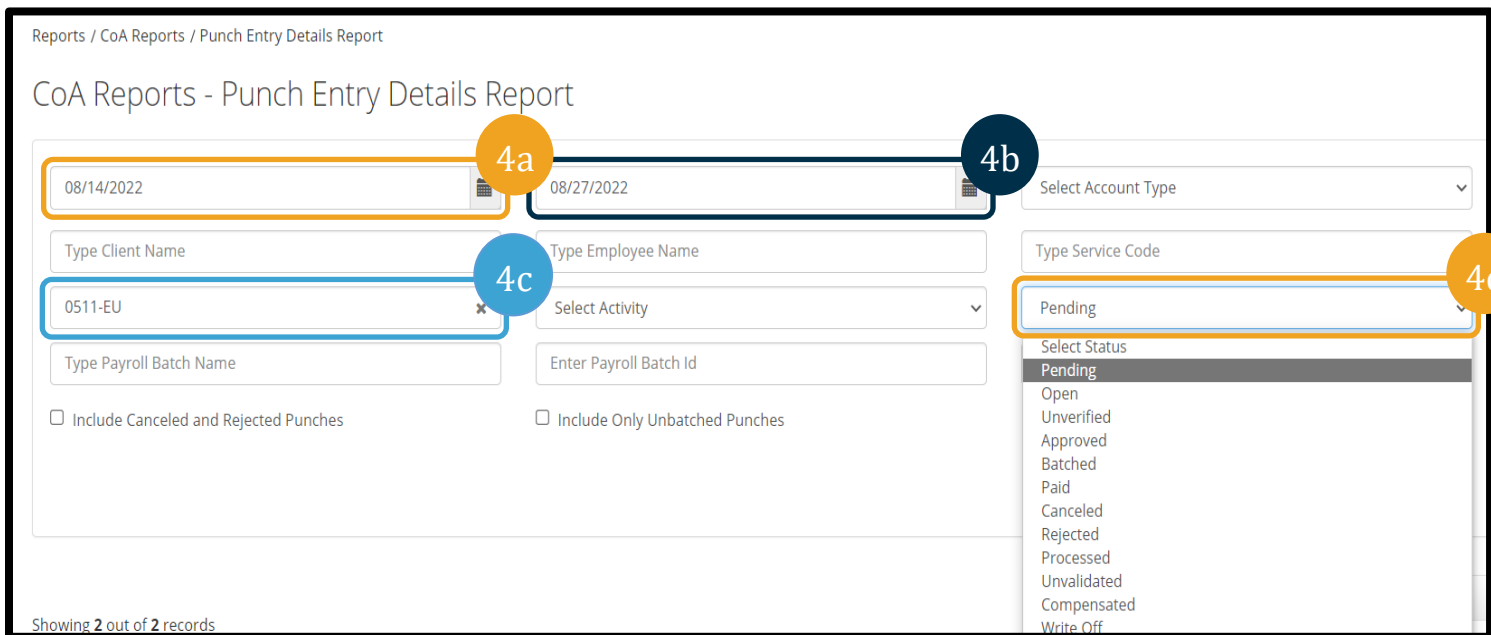 Reports / CoA Reports / Punch Entry Details Report
CoA Reports - Punch Entry Details Report
4a
4b
08/14/2022
08/27/2022
Select Account Type
Type Client Name
Type Employee Name
Type Service Code
4c
0511-EU
Select Activity
Pending
Type Payroll Batch Name
Enter Payroll Batch Id
Select Status
Pending
Open
Unverified
Approved
Batched
Paid
Canceled
Rejected
Processed
Unvalidated
Compensated
Write Off
Include Canceled and Rejected Punches
Include Only Unbatched Punches
Showing 2 out of 2 records